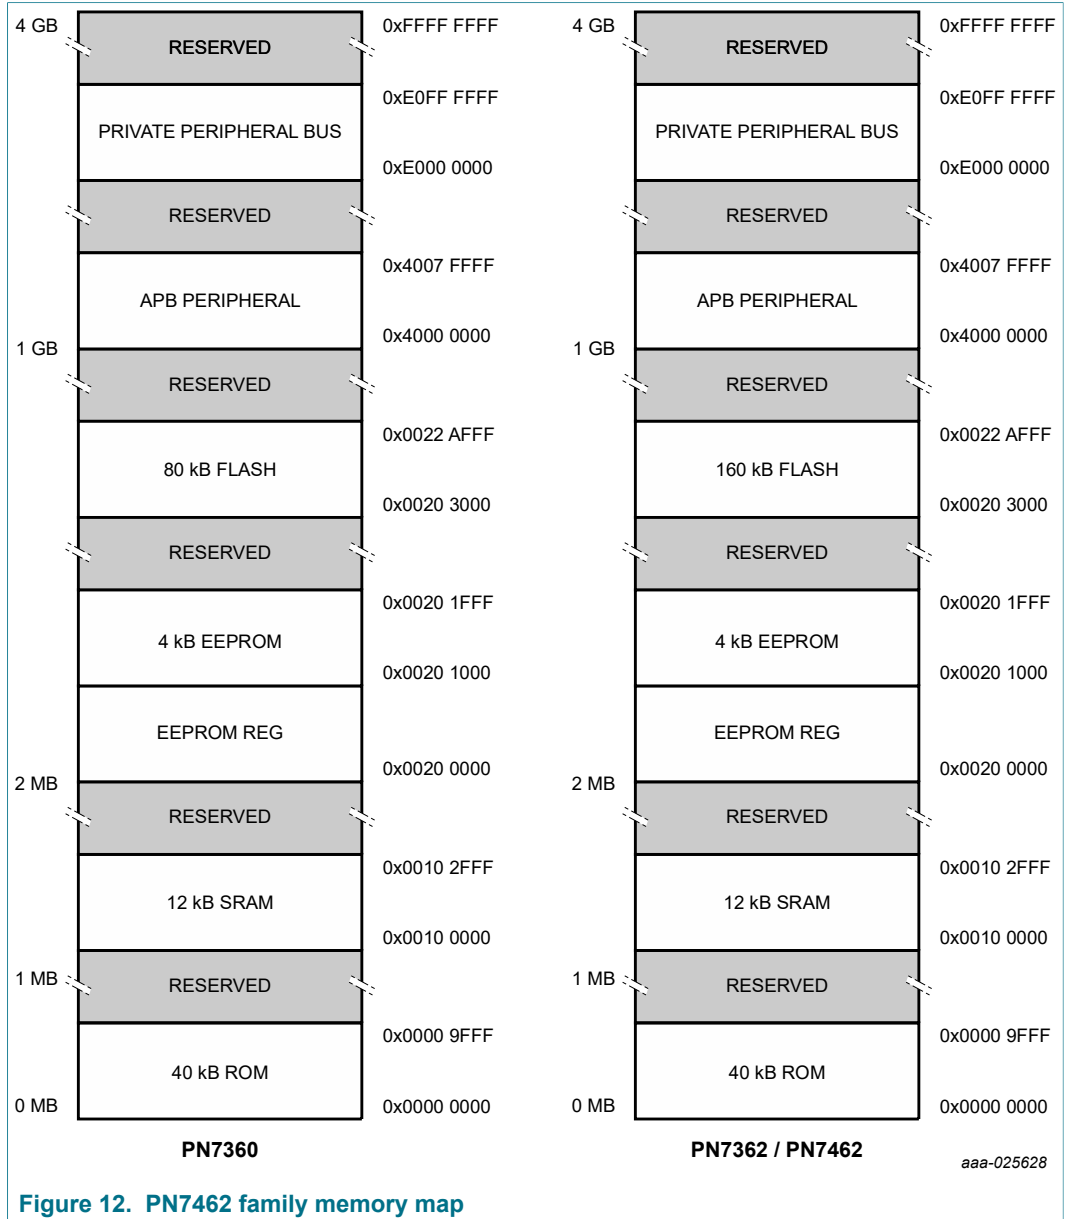 4 GB RESERVED 0xFFFF FFFF
0xE0FF FFFF
PRIVATE PERIPHERAL BUS
0xE000 0000
RESERVED
0x4007 FFFF
APB PERIPHERAL
0x4000 0000
1 GB
RESERVED
0x0022 AFFF
80 kB FLASH
0x0020 3000
RESERVED
0x0020 1FFF
4 kB EEPROM
0x0020 1000
EEPROM REG
0x0020 0000
2 MB
RESERVED
0x0010 2FFF
12 kB SRAM
0x0010 0000
1 MB RESERVED
0x0000 9FFF
40 kB ROM
0 MB 0x0000 0000
PN7360
4 GB RESERVED 0xFFFF FFFF
0xE0FF FFFF
PRIVATE PERIPHERAL BUS
0xE000 0000
RESERVED
0x4007 FFFF
APB PERIPHERAL
0x4000 0000
1 GB
RESERVED
0x0022 AFFF
160 kB FLASH
0x0020 3000
RESERVED
0x0020 1FFF
4 kB EEPROM
0x0020 1000
EEPROM REG
0x0020 0000
2 MB
RESERVED
0x0010 2FFF
12 kB SRAM
0x0010 0000
1 MB RESERVED
0x0000 9FFF
40 kB ROM
0 MB 0x0000 0000
PN7362 / PN7462
aaa-025628
Figure 12. PN7462 family memory map